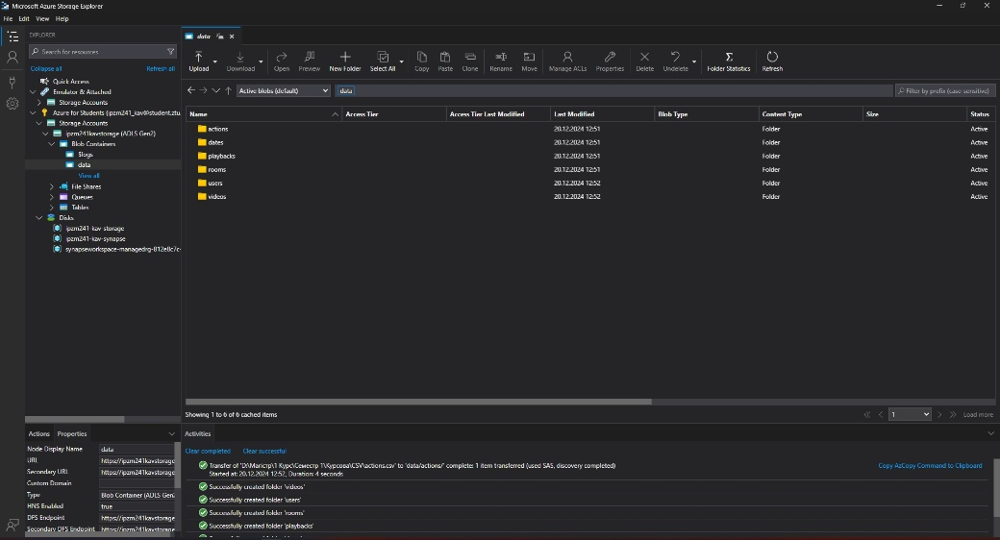 Microsoft Azure Storage Explorer
File Edit View Help
EXPLORER
Search for resources
Collapse all Refresh all
Quick Access
Emulator & Attached
Storage Accounts
Azure for Students (ipzm241_kav@student.ztu
Storage Accounts
ipzm241kavstorage (ADLS Gen2)
Blob Containers
$logs
data
View all
File Shares
Queues
Tables
Disks
ipzm241-kav-storage
ipzm241-kav-synapse
synapseworkspace-managedrg-812e8c7c-
data
Upload Download Open Preview New Folder Select All Copy Paste Clone Rename Move Manage ACLs Properties Delete Undelete Folder Statistics Refresh
Active blobs (default) data Filter by prefix (case-sensitive)
Name Access Tier Access Tier Last Modified Last Modified Blob Type Content Type Size Status
actions 20.12.2024 12:51 Folder Active
dates 20.12.2024 12:51 Folder Active
playbacks 20.12.2024 12:51 Folder Active
rooms 20.12.2024 12:51 Folder Active
users 20.12.2024 12:52 Folder Active
videos 20.12.2024 12:52 Folder Active
Showing 1 to 6 of 6 cached items 1 Load more
Actions Properties
Node Display Name data
URL https://ipzm241kavstorage
Secondary URL https://ipzm241kavstorage
Custom Domain
Type Blob Container (ADLS Gen2
HNS Enabled true
DFS Endpoint https://ipzm241kavstorage
Secondary DFS Endpoint https://ipzm241kavstorage
Activities
Clear completed Clear successful
Transfer of 'D:\Магістр\1 Курс\Семестр 1\Курсова\CSV\actions.csv' to 'data/actions/' complete: 1 item transferred (used SAS, discovery completed) Copy AzCopy Command to Clipboard
Started at: 20.12.2024 12:52, Duration: 4 seconds
Successfully created folder 'videos'
Successfully created folder 'users'
Successfully created folder 'rooms'
Successfully created folder 'playbacks'